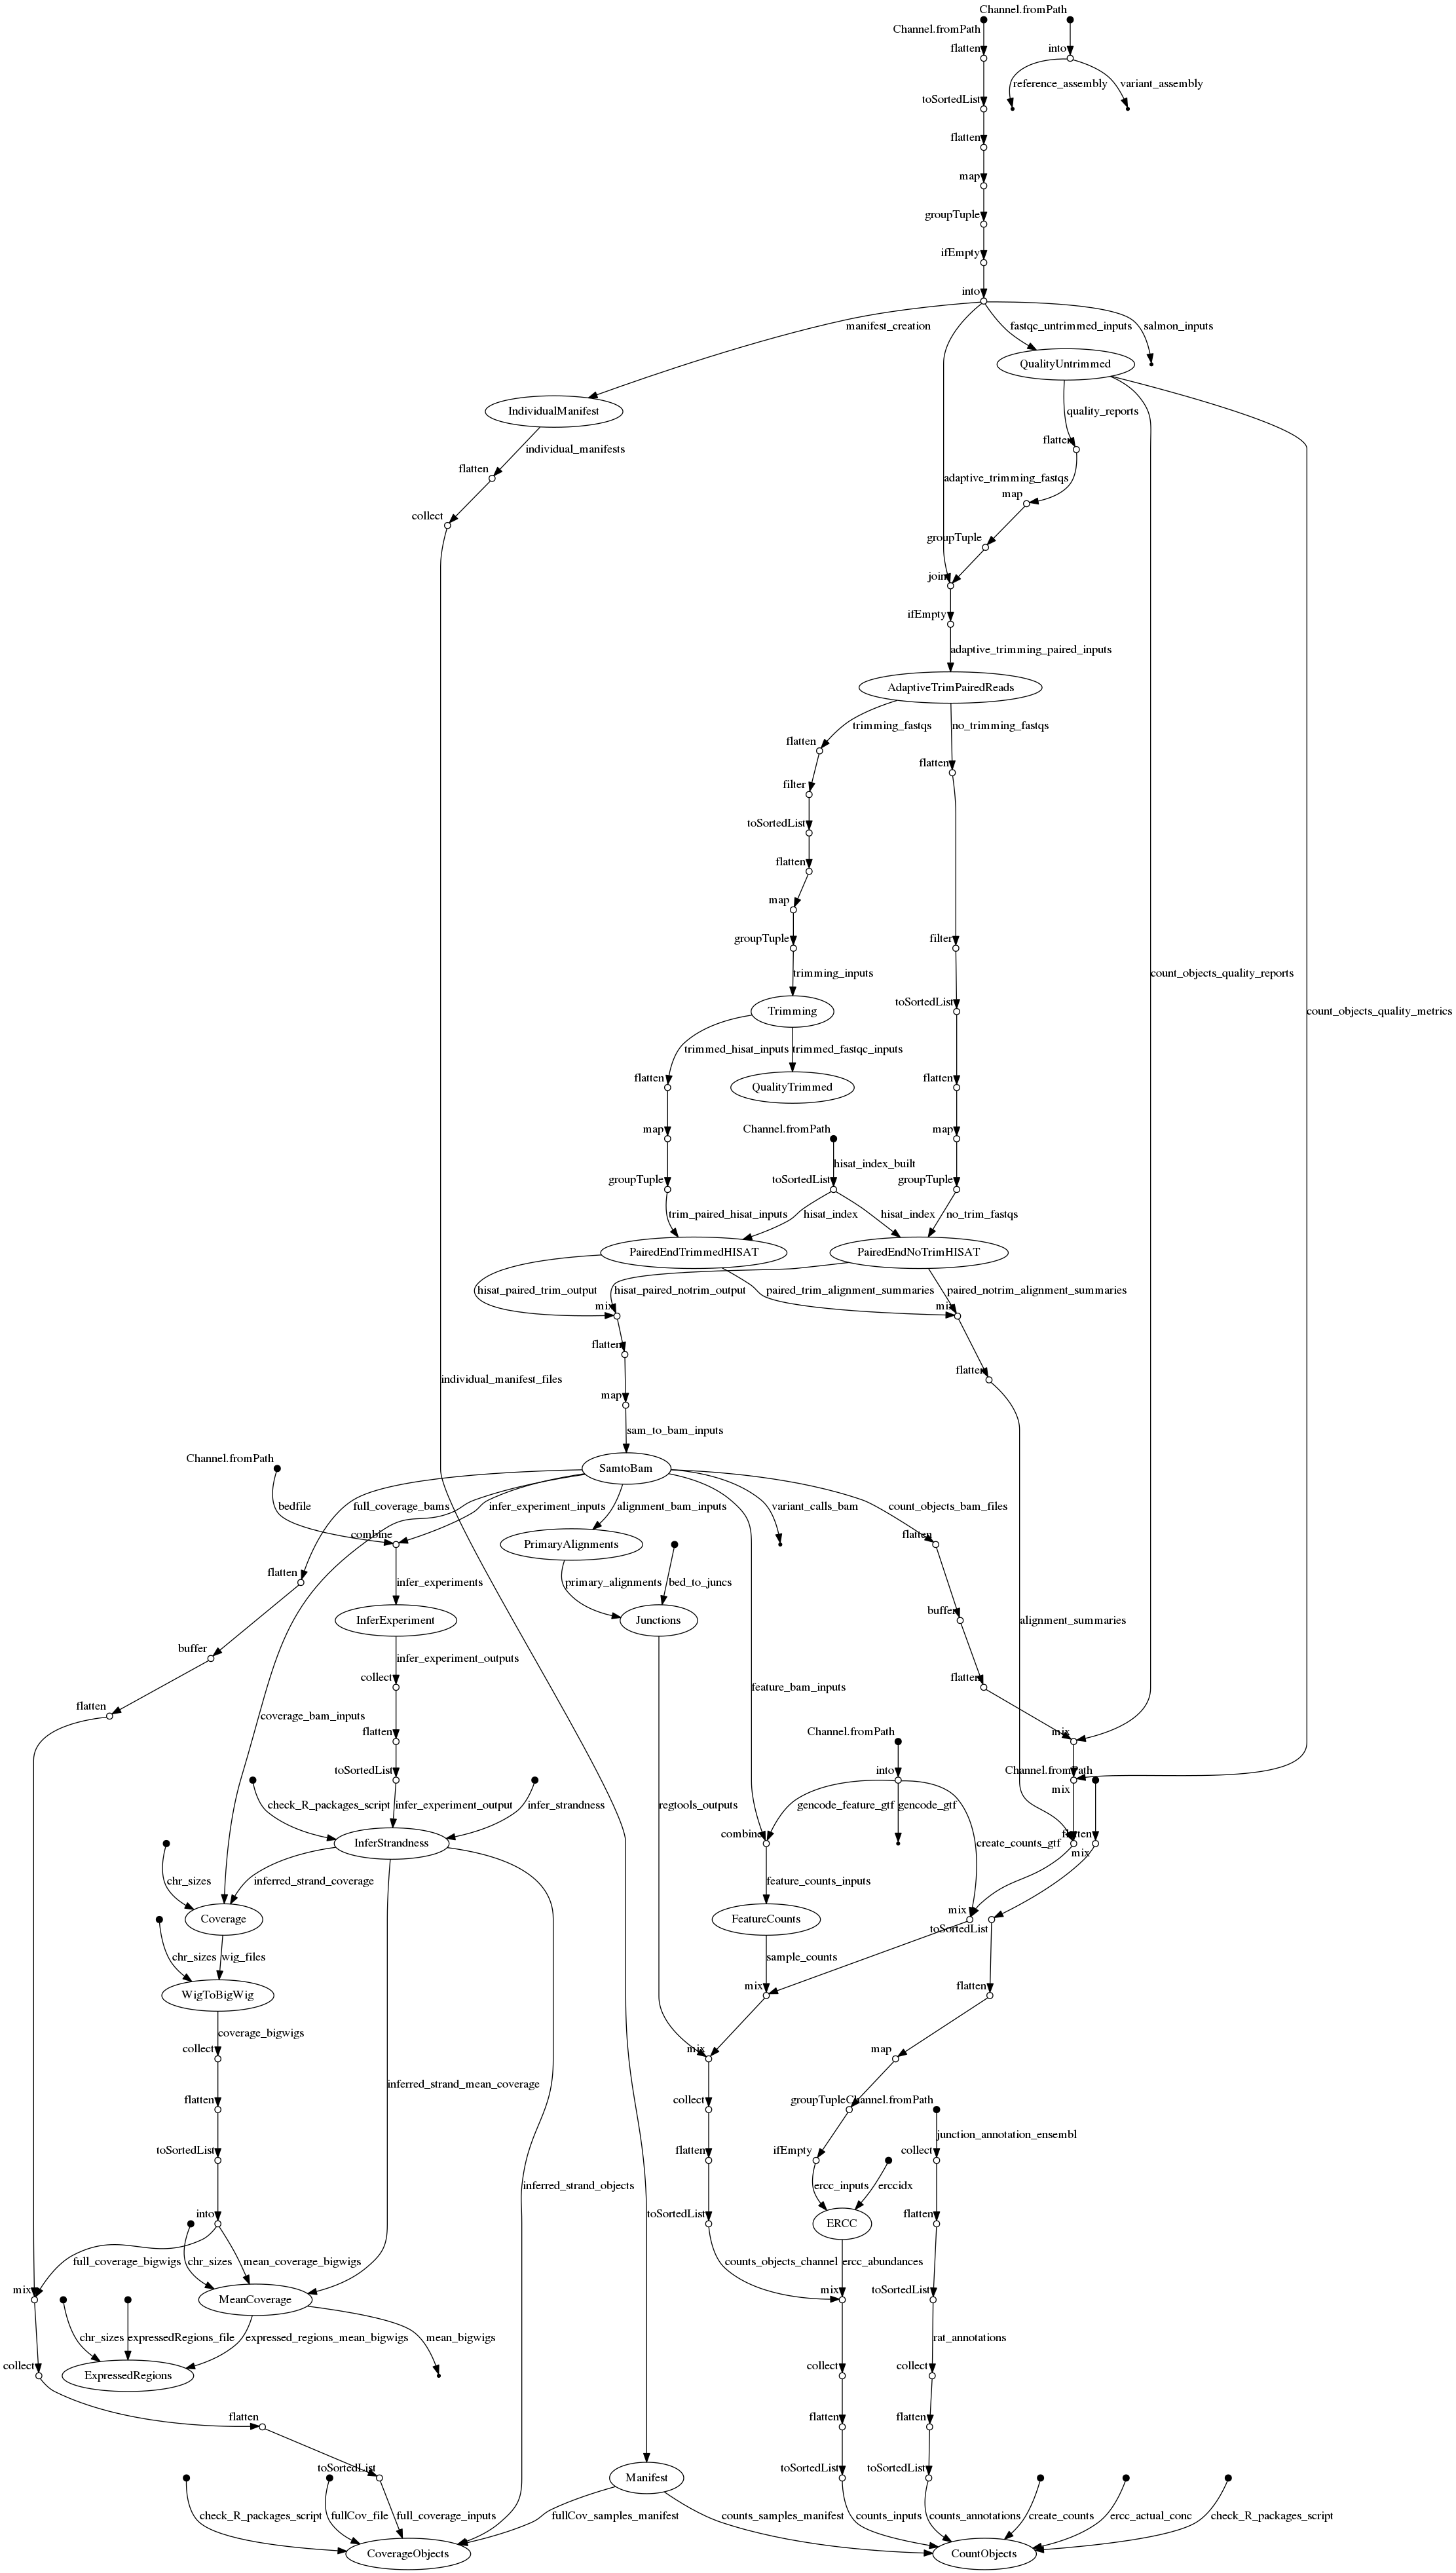 Channel.fromPath
Channel.fromPath
flatten
into
reference_assembly
variant_assembly
toSortedList
flatten
map
groupTuple
ifEmpty
into
manifest_creation
fastqc_untrimmed_inputs
salmon_inputs
QualityUntrimmed
IndividualManifest
quality_reports
flatten
individual_manifests
flatten
adaptive_trimming_fastqs
map
collect
groupTuple
join
ifEmpty
adaptive_trimming_paired_inputs
AdaptiveTrimPairedReads
trimming_fastqs
no_trimming_fastqs
flatten
flatten
filter
toSortedList
flatten
map
groupTuple
filter
trimming_inputs
count_objects_quality_reports
toSortedList
Trimming
count_objects_quality_metrics
trimmed_hisat_inputs
trimmed_fastqc_inputs
flatten
QualityTrimmed
flatten
map
Channel.fromPath
map
hisat_index_built
groupTuple
toSortedList
groupTuple
trim_paired_hisat_inputs
hisat_index
hisat_index
no_trim_fastqs
PairedEndTrimmedHISAT
PairedEndNoTrimHISAT
hisat_paired_trim_output
hisat_paired_notrim_output
paired_trim_alignment_summaries
paired_notrim_alignment_summaries
mix
mix
flatten
flatten
individual_manifest_files
map
sam_to_bam_inputs
Channel.fromPath
SamtoBam
bedfile
full_coverage_bams
infer_experiment_inputs
alignment_bam_inputs
variant_calls_bam
count_objects_bam_files
combine
flatten
PrimaryAlignments
flatten
infer_experiments
primary_alignments
bed_to_juncs
buffer
InferExperiment
Junctions
alignment_summaries
buffer
infer_experiment_outputs
collect
flatten
feature_bam_inputs
flatten
coverage_bam_inputs
flatten
Channel.fromPath
mix
toSortedList
into
Channel.fromPath
mix
check_R_packages_script
infer_experiment_output
infer_strandness
regtools_outputs
gencode_feature_gtf
gencode_gtf
combine
flatten
InferStrandness
create_counts_gtf
mix
chr_sizes
inferred_strand_coverage
feature_counts_inputs
mix
Coverage
FeatureCounts
toSortedList
chr_sizes
wig_files
sample_counts
mix
flatten
WigToBigWig
coverage_bigwigs
collect
mix
map
inferred_strand_mean_coverage
flatten
collect
groupTuple
Channel.fromPath
junction_annotation_ensembl
toSortedList
flatten
ifEmpty
collect
inferred_strand_objects
ercc_inputs
erccidx
into
toSortedList
ERCC
flatten
full_coverage_bigwigs
chr_sizes
mean_coverage_bigwigs
counts_objects_channel
ercc_abundances
mix
MeanCoverage
mix
toSortedList
chr_sizes
expressedRegions_file
expressed_regions_mean_bigwigs
mean_bigwigs
rat_annotations
collect
ExpressedRegions
collect
collect
flatten
flatten
flatten
toSortedList
Manifest
toSortedList
toSortedList
check_R_packages_script
fullCov_file
full_coverage_inputs
fullCov_samples_manifest
counts_samples_manifest
counts_inputs
counts_annotations
create_counts
ercc_actual_conc
check_R_packages_script
CoverageObjects
CountObjects